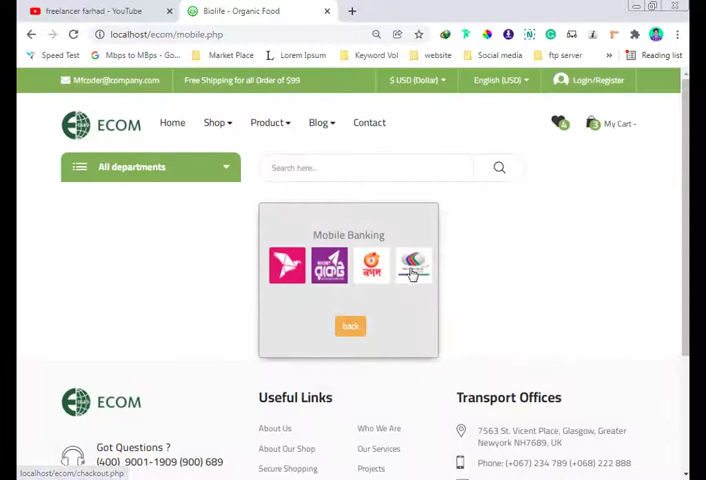 freelancer farhad - YouTube
Biolife - Organic Food
localhost/ecom/mobile.php
Speed Test
Mbps to MBps - Go...
Market Place
Lorem Ipsum
Keyword Vol
website
Social media
ftp server
Reading list
Mfroder@company.com
Free Shipping for all Order of $99
$ USD (Dollar)
English (USD)
Login/Register
ECOM
Home
Shop
Product
Blog
Contact
4
3
My Cart -
All departments
Search here...
Mobile Banking
রকেট
নগদ
back
ECOM
Got Questions ?
(400) 9001-1909 (900) 689
Useful Links
About Us
Who We Are
About Our Shop
Our Services
Secure Shopping
Projects
Transport Offices
7563 St. Vicent Place, Glasgow, Greater
Newyork NH7689, UK
Phone: (+067) 234 789 (+068) 222 888
localhost/ecom/chackout.php